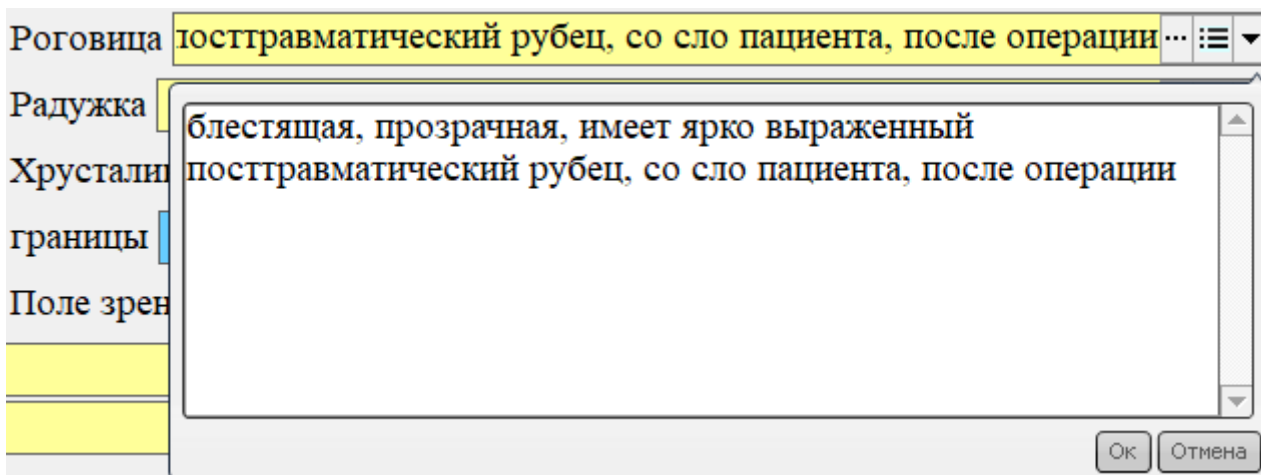 Роговица посттравматический рубец, со сло пациента, после операции
Радужка
блестящая, прозрачная, имеет ярко выраженный
Хрустали
посттравматический рубец, со сло пациента, после операции
границы
Поле зрен
Ок Отмена